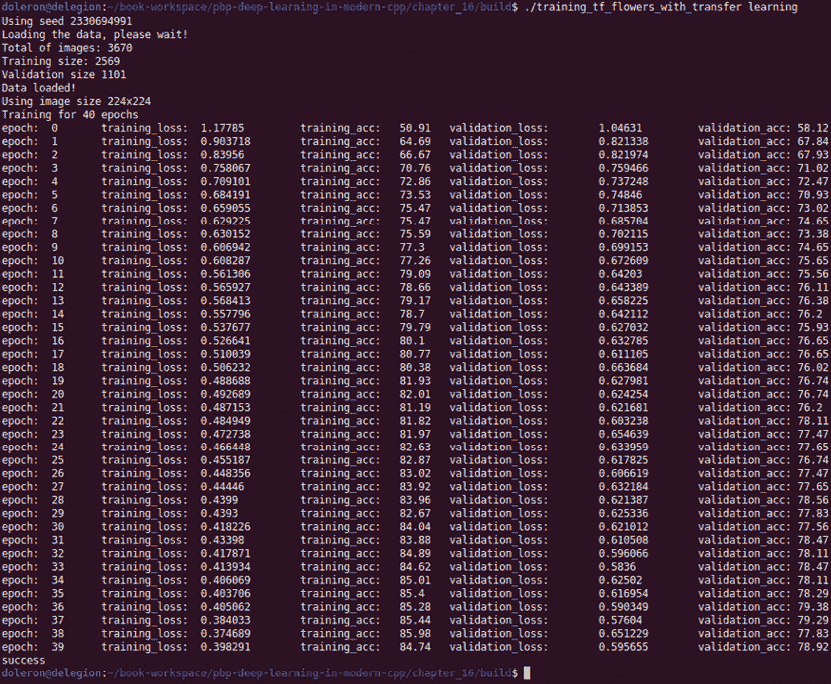 doleron@delegion:~/book-workspace/pbp-deep-learning-in-modern-cpp/chapter_16/build$ ./training_tf_flowers_with_transfer learning
Using seed 2330694991
Loading the data, please wait!
Total of images: 3670
Training size: 2569
Validation size 1101
Data loaded!
Using image size 224x224
Training for 40 epochs
epoch: 0 training_loss: 1.17785 training_acc: 50.91 validation_loss: 1.04631 validation_acc: 58.12
epoch: 1 training_loss: 0.903718 training_acc: 64.69 validation_loss: 0.821338 validation_acc: 67.84
epoch: 2 training_loss: 0.83956 training_acc: 66.67 validation_loss: 0.821974 validation_acc: 67.93
epoch: 3 training_loss: 0.758067 training_acc: 70.76 validation_loss: 0.759466 validation_acc: 71.02
epoch: 4 training_loss: 0.709101 training_acc: 72.86 validation_loss: 0.737248 validation_acc: 72.47
epoch: 5 training_loss: 0.684191 training_acc: 73.53 validation_loss: 0.74846 validation_acc: 70.93
epoch: 6 training_loss: 0.659055 training_acc: 75.47 validation_loss: 0.713853 validation_acc: 73.02
epoch: 7 training_loss: 0.629225 training_acc: 75.47 validation_loss: 0.685704 validation_acc: 74.65
epoch: 8 training_loss: 0.630152 training_acc: 75.59 validation_loss: 0.702115 validation_acc: 73.38
epoch: 9 training_loss: 0.606942 training_acc: 77.3 validation_loss: 0.699153 validation_acc: 74.65
epoch: 10 training_loss: 0.608287 training_acc: 77.26 validation_loss: 0.672609 validation_acc: 75.65
epoch: 11 training_loss: 0.561306 training_acc: 79.09 validation_loss: 0.64203 validation_acc: 75.56
epoch: 12 training_loss: 0.565927 training_acc: 78.66 validation_loss: 0.643389 validation_acc: 76.11
epoch: 13 training_loss: 0.568413 training_acc: 79.17 validation_loss: 0.658225 validation_acc: 76.38
epoch: 14 training_loss: 0.557796 training_acc: 78.7 validation_loss: 0.642112 validation_acc: 76.2
epoch: 15 training_loss: 0.537677 training_acc: 79.79 validation_loss: 0.627032 validation_acc: 75.93
epoch: 16 training_loss: 0.526641 training_acc: 80.1 validation_loss: 0.632785 validation_acc: 76.65
epoch: 17 training_loss: 0.510039 training_acc: 80.77 validation_loss: 0.611105 validation_acc: 76.65
epoch: 18 training_loss: 0.506232 training_acc: 80.38 validation_loss: 0.663684 validation_acc: 76.02
epoch: 19 training_loss: 0.488688 training_acc: 81.93 validation_loss: 0.627981 validation_acc: 76.74
epoch: 20 training_loss: 0.492689 training_acc: 82.01 validation_loss: 0.624254 validation_acc: 76.74
epoch: 21 training_loss: 0.487153 training_acc: 81.19 validation_loss: 0.621681 validation_acc: 76.2
epoch: 22 training_loss: 0.484949 training_acc: 81.82 validation_loss: 0.603238 validation_acc: 78.11
epoch: 23 training_loss: 0.472738 training_acc: 81.97 validation_loss: 0.654639 validation_acc: 77.47
epoch: 24 training_loss: 0.466448 training_acc: 82.63 validation_loss: 0.633959 validation_acc: 77.65
epoch: 25 training_loss: 0.455187 training_acc: 82.87 validation_loss: 0.617825 validation_acc: 76.74
epoch: 26 training_loss: 0.448356 training_acc: 83.02 validation_loss: 0.606619 validation_acc: 77.47
epoch: 27 training_loss: 0.44446 training_acc: 83.92 validation_loss: 0.632184 validation_acc: 77.65
epoch: 28 training_loss: 0.4399 training_acc: 83.96 validation_loss: 0.621387 validation_acc: 78.56
epoch: 29 training_loss: 0.4393 training_acc: 82.67 validation_loss: 0.625336 validation_acc: 77.83
epoch: 30 training_loss: 0.418226 training_acc: 84.04 validation_loss: 0.621012 validation_acc: 77.56
epoch: 31 training_loss: 0.43398 training_acc: 83.88 validation_loss: 0.610508 validation_acc: 78.47
epoch: 32 training_loss: 0.417871 training_acc: 84.89 validation_loss: 0.596066 validation_acc: 78.11
epoch: 33 training_loss: 0.413934 training_acc: 84.62 validation_loss: 0.5836 validation_acc: 78.47
epoch: 34 training_loss: 0.406069 training_acc: 85.01 validation_loss: 0.62502 validation_acc: 78.11
epoch: 35 training_loss: 0.403706 training_acc: 85.4 validation_loss: 0.616954 validation_acc: 78.29
epoch: 36 training_loss: 0.405062 training_acc: 85.28 validation_loss: 0.590349 validation_acc: 79.38
epoch: 37 training_loss: 0.384033 training_acc: 85.44 validation_loss: 0.57604 validation_acc: 79.29
epoch: 38 training_loss: 0.374689 training_acc: 85.98 validation_loss: 0.651229 validation_acc: 77.83
epoch: 39 training_loss: 0.398291 training_acc: 84.74 validation_loss: 0.595655 validation_acc: 78.92
success
doleron@delegion:~/book-workspace/pbp-deep-learning-in-modern-cpp/chapter_16/build$